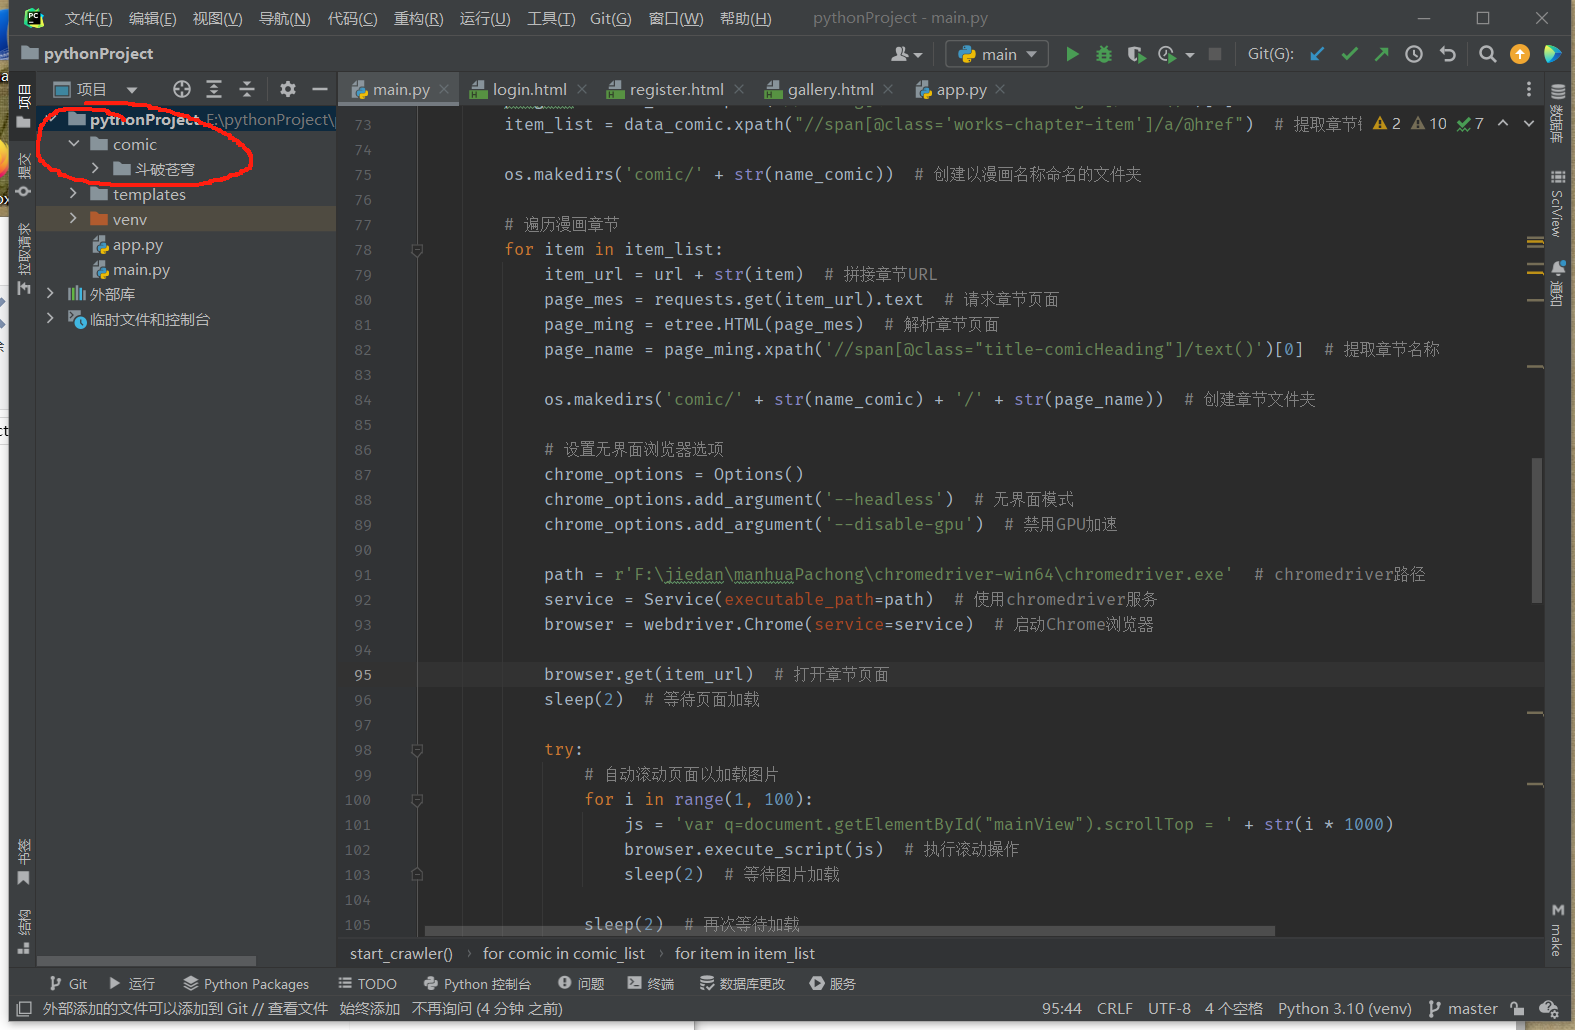 文件(F) 编辑(E) 视图(V) 导航(N) 代码(C) 重构(R) 运行(U) 工具(T) Git(G) 窗口(W) 帮助(H) pythonProject - main.py
pythonProject main Git(G):
项目 main.py login.html register.html gallery.html app.py
pythonProject F:\pythonProject\
comic
斗破苍穹
templates
venv
app.py
main.py
外部库
临时文件和控制台
项目
提交
拉取请求
书签
结构
73 item_list = data_comic.xpath("//span[@class='works-chapter-item']/a/@href") # 提取章节 2 10 7
74
75 os.makedirs('comic/' + str(name_comic)) # 创建以漫画名称命名的文件夹
76
77 # 遍历漫画章节
78 for item in item_list:
79 item_url = url + str(item) # 拼接章节URL
80 page_mes = requests.get(item_url).text # 请求章节页面
81 page_ming = etree.HTML(page_mes) # 解析章节页面
82 page_name = page_ming.xpath('//span[@class="title-comicHeading"]/text()')[0] # 提取章节名称
83
84 os.makedirs('comic/' + str(name_comic) + '/' + str(page_name)) # 创建章节文件夹
85
86 # 设置无界面浏览器选项
87 chrome_options = Options()
88 chrome_options.add_argument('--headless') # 无界面模式
89 chrome_options.add_argument('--disable-gpu') # 禁用GPU加速
90
91 path = r'F:\jiedan\manhuaPachong\chromedriver-win64\chromedriver.exe' # chromedriver路径
92 service = Service(executable_path=path) # 使用chromedriver服务
93 browser = webdriver.Chrome(service=service) # 启动Chrome浏览器
94
95 browser.get(item_url) # 打开章节页面
96 sleep(2) # 等待页面加载
97
98 try:
99 # 自动滚动页面以加载图片
100 for i in range(1, 100):
101 js = 'var q=document.getElementById("mainView").scrollTop = ' + str(i * 1000)
102 browser.execute_script(js) # 执行滚动操作
103 sleep(2) # 等待图片加载
104
105 sleep(2) # 再次等待加载
数据库
SciView
通知
make
start_crawler() › for comic in comic_list › for item in item_list
Git 运行 Python Packages TODO Python 控制台 问题 终端 数据库更改 服务
外部添加的文件可以添加到 Git // 查看文件 始终添加 不再询问 (4 分钟 之前) 95:44 CRLF UTF-8 4 个空格 Python 3.10 (venv) master